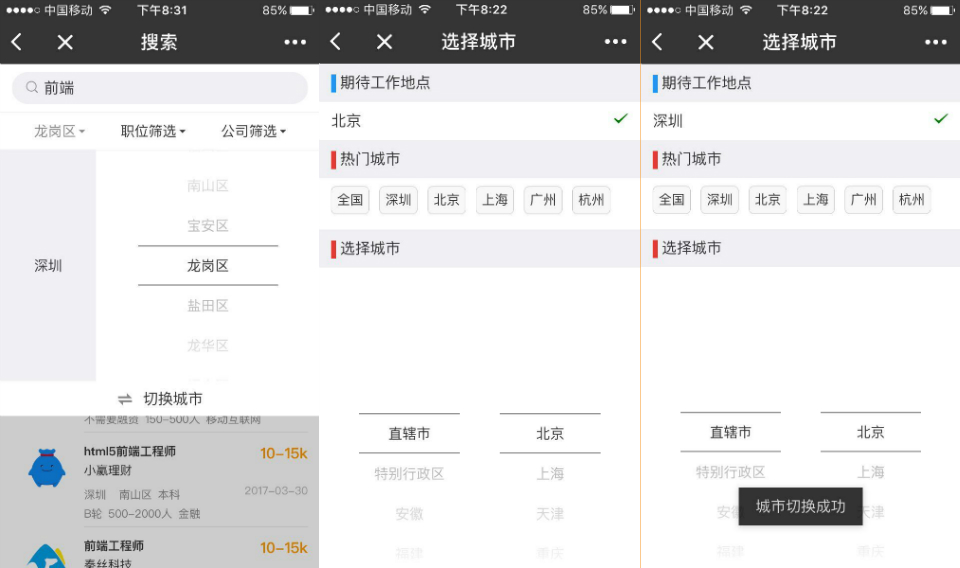 中国移动 下午8:31 85%
搜索
前端
龙岗区 职位筛选 公司筛选
南山区
宝安区
深圳 龙岗区
盐田区
龙华区
切换城市
不需要融资 150-500人 移动互联网
html5前端工程师 10-15k
小赢理财
深圳 南山区 本科 2017-03-30
B轮 500-2000人 金融
前端工程师 10-15k
秦丝科技
中国移动 下午8:22 85%
选择城市
期待工作地点
北京
热门城市
全国 深圳 北京 上海 广州 杭州
选择城市
直辖市 北京
特别行政区 上海
安徽 天津
福建 重庆
中国移动 下午8:22 85%
选择城市
期待工作地点
深圳
热门城市
全国 深圳 北京 上海 广州 杭州
选择城市
直辖市 北京
特别行政区 上海
城市切换成功
福建 重庆